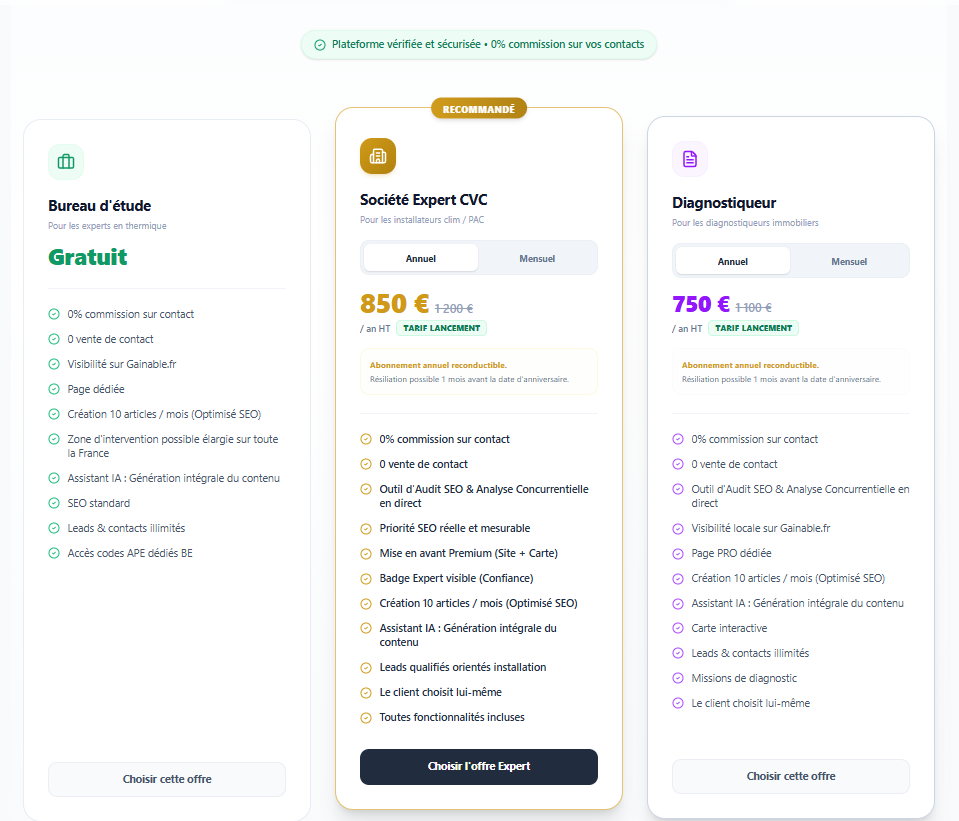 Plateforme vérifiée et sécurisée • 0% commission sur vos contacts
Bureau d'étude
Pour les experts en thermique
Gratuit
0% commission sur contact
0 vente de contact
Visibilité sur Gainable.fr
Page dédiée
Création 10 articles / mois (Optimisé SEO)
Zone d'intervention possible élargie sur toute
la France
Assistant IA : Génération intégrale du contenu
SEO standard
Leads & contacts illimités
Accès codes APE dédiés BE
Choisir cette offre
RECOMMANDÉ
Société Expert CVC
Pour les installateurs clim / PAC
Annuel Mensuel
850 € 1 200 €
/ an HT TARIF LANCEMENT
Abonnement annuel reconductible.
Résiliation possible 1 mois avant la date d'anniversaire.
0% commission sur contact
0 vente de contact
Outil d'Audit SEO & Analyse Concurrentielle
en direct
Priorité SEO réelle et mesurable
Mise en avant Premium (Site + Carte)
Badge Expert visible (Confiance)
Création 10 articles / mois (Optimisé SEO)
Assistant IA : Génération intégrale du
contenu
Leads qualifiés orientés installation
Le client choisit lui-même
Toutes fonctionnalités incluses
Choisir l'offre Expert
Diagnostiqueur
Pour les diagnostiqueurs immobiliers
Annuel Mensuel
750 € 1 100 €
/ an HT TARIF LANCEMENT
Abonnement annuel reconductible.
Résiliation possible 1 mois avant la date d'anniversaire.
0% commission sur contact
0 vente de contact
Outil d'Audit SEO & Analyse Concurrentielle en
direct
Visibilité locale sur Gainable.fr
Page PRO dédiée
Création 10 articles / mois (Optimisé SEO)
Assistant IA : Génération intégrale du contenu
Carte interactive
Leads & contacts illimités
Missions de diagnostic
Le client choisit lui-même
Choisir cette offre